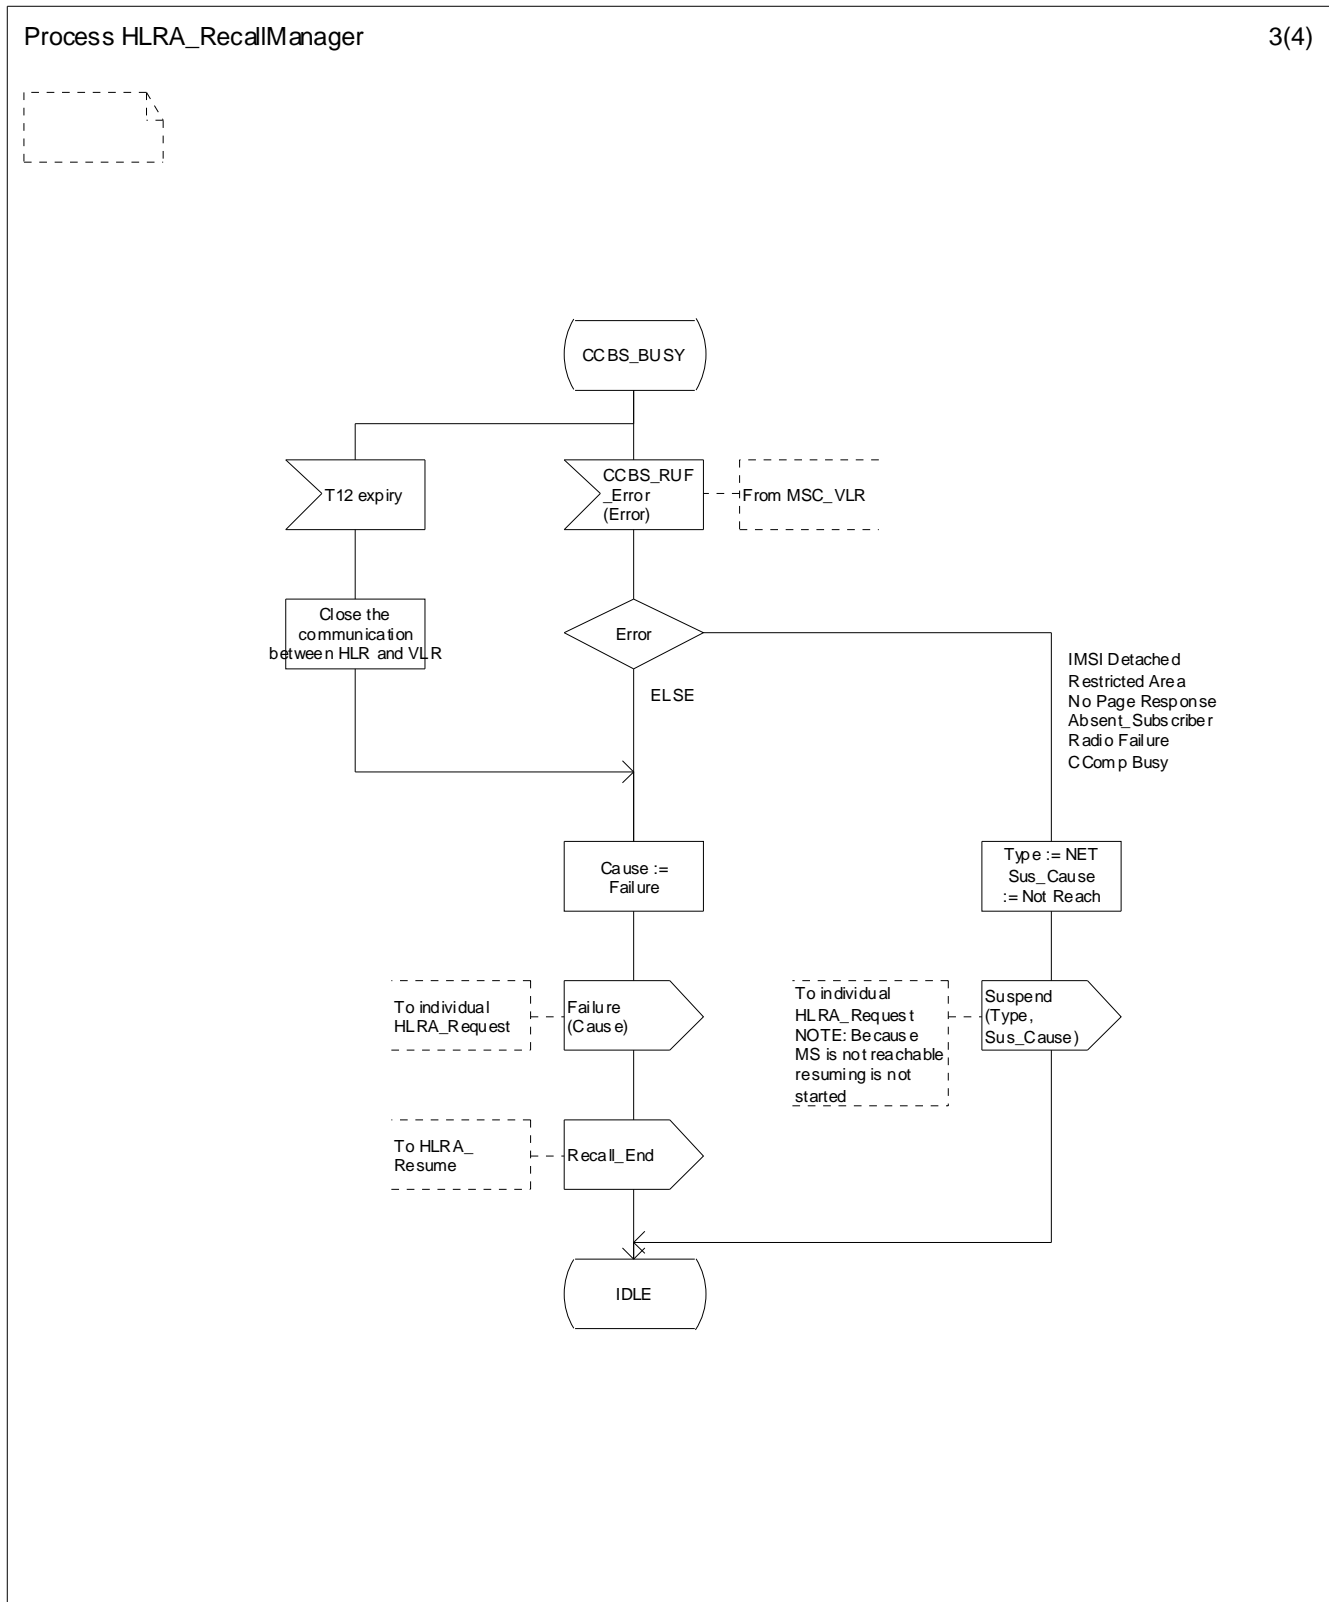 Process HLRA_RecallManager
3(4)
CCBS_BUSY
T12 expiry
CCBS_RUF
_Error
(Error)
From MSC_VLR
Close the
communication
between HLR and VLR
Error
ELSE
IMSI Detached
Restricted Area
No Page Response
Absent_Subscriber
Radio Failure
CComp Busy
Cause :=
Failure
Type := NET
Sus_Cause
:= Not Reach
To individual
HLRA_Request
Failure
(Cause)
To individual
HLRA_Request
NOTE: Because
MS is not reachable
resuming is not
started
Suspend
(Type,
Sus_Cause)
To HLRA_
Resume
Recall_End
IDLE